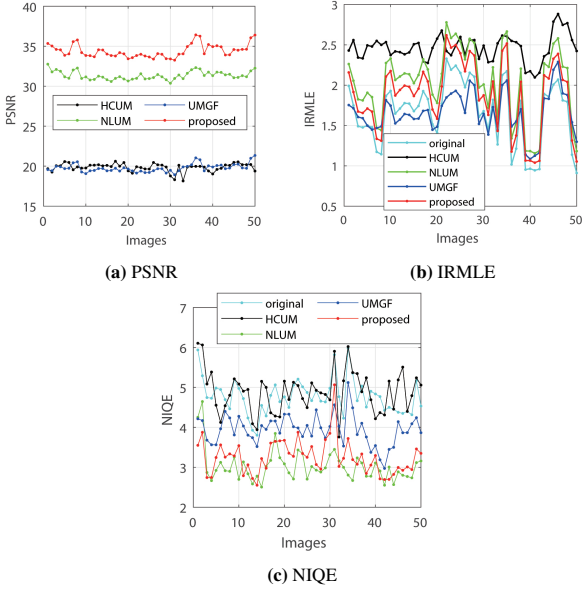 40
35
30
25
20
15
PSNR
HCUM
UMGF
NLUM
proposed
0 10 20 30 40 50
Images
(a) PSNR
3
2.5
2
1.5
1
0.5
IRMLE
original
HCUM
NLUM
UMGF
proposed
0 10 20 30 40 50
Images
(b) IRMLE
7
6
5
4
3
2
NIQE
original
UMGF
HCUM
proposed
NLUM
0 10 20 30 40 50
Images
(c) NIQE